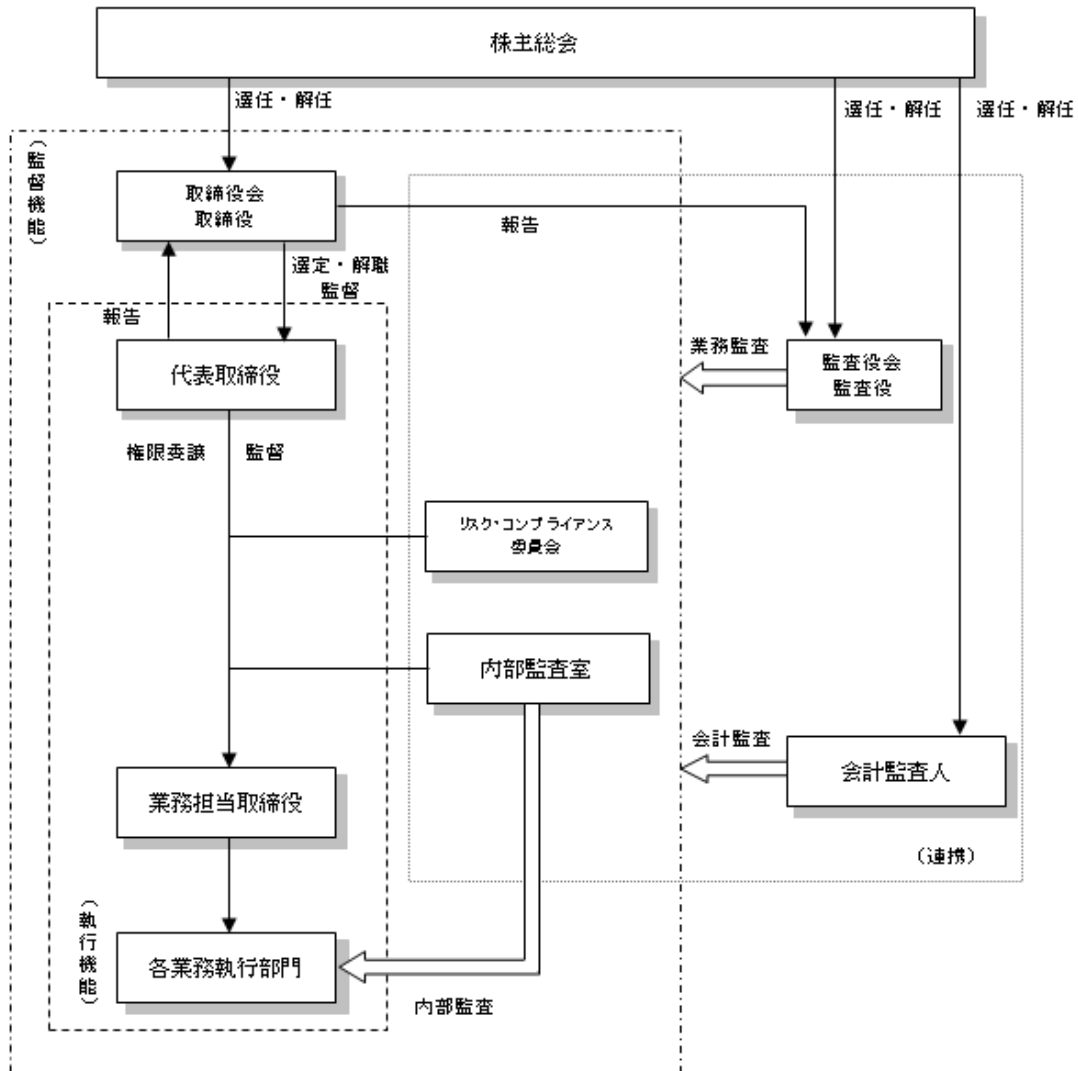 株主総会
選任・解任
選任・解任
選任・解任
（監督機能）
取締役会
取締役
報告
選定・解職
監督
報告
代表取締役
業務監査
監査役会
監査役
権限委譲
監督
リスク・コンプライアンス
委員会
内部監査室
会計監査
会計監査人
業務担当取締役
（連携）
（執行機能）
各業務執行部門
内部監査